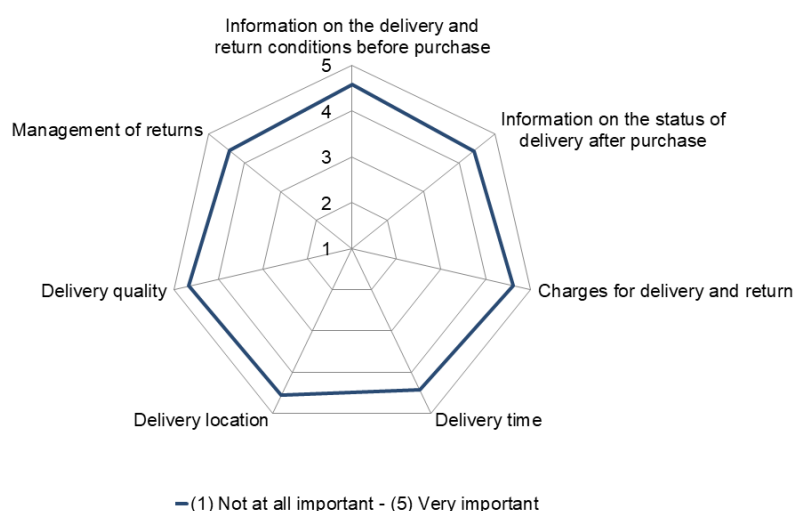 Information on the delivery and
return conditions before purchase
5
Information on the status of
delivery after purchase
Management of returns
4
3
2
1
Delivery quality
Charges for delivery and return
Delivery location
Delivery time
(1) Not at all important - (5) Very important